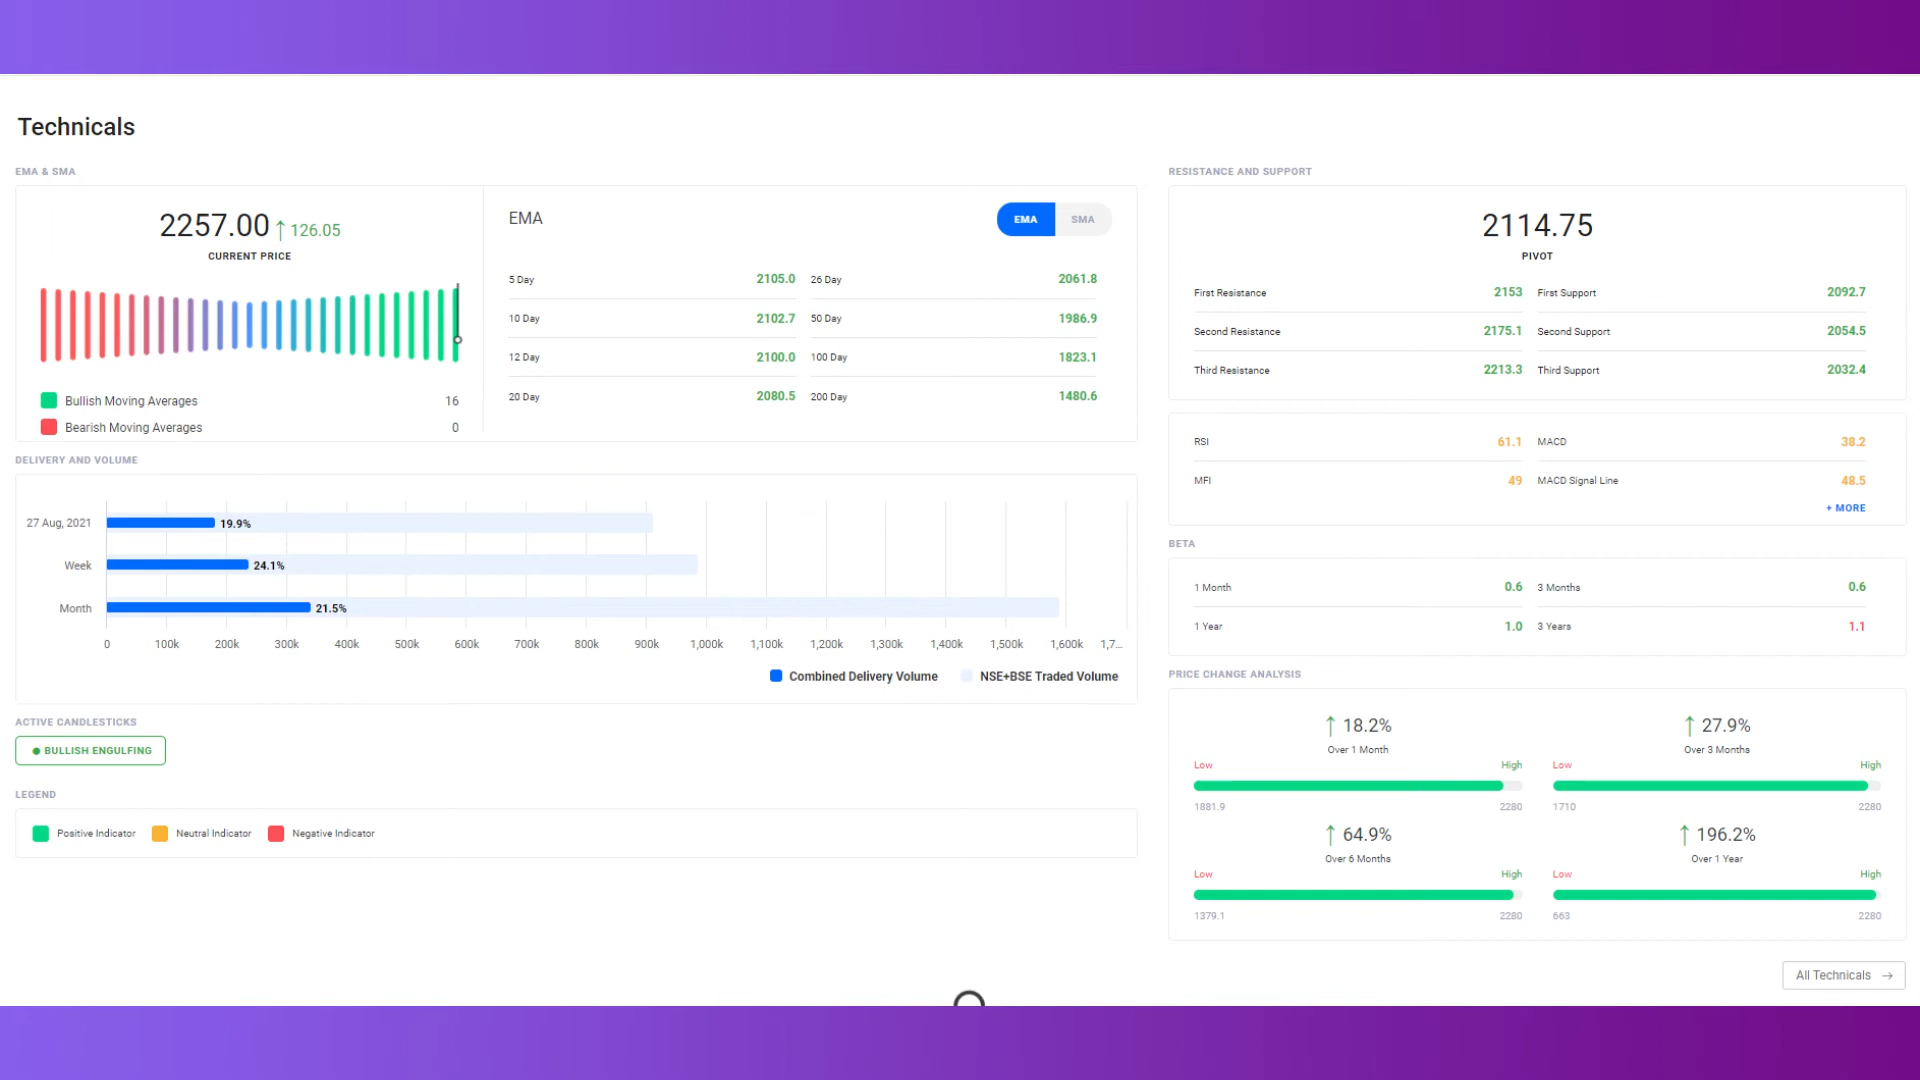 Technicals
EMA & SMA
2257.00 ↑ 126.05
CURRENT PRICE
Bullish Moving Averages 16
Bearish Moving Averages 0
EMA
EMA SMA
5 Day 2105.0 26 Day 2061.8
10 Day 2102.7 50 Day 1986.9
12 Day 2100.0 100 Day 1823.1
20 Day 2080.5 200 Day 1480.6
DELIVERY AND VOLUME
27 Aug, 2021 19.9%
Week 24.1%
Month 21.5%
0 100k 200k 300k 400k 500k 600k 700k 800k 900k 1,000k 1,100k 1,200k 1,300k 1,400k 1,500k 1,600k 1,7...
Combined Delivery Volume NSE+BSE Traded Volume
ACTIVE CANDLESTICKS
BULLISH ENGULFING
LEGEND
Positive Indicator Neutral Indicator Negative Indicator
RESISTANCE AND SUPPORT
2114.75
PIVOT
First Resistance 2153 First Support 2092.7
Second Resistance 2175.1 Second Support 2054.5
Third Resistance 2213.3 Third Support 2032.4
RSI 61.1 MACD 38.2
MFI 49 MACD Signal Line 48.5
+ MORE
BETA
1 Month 0.6 3 Months 0.6
1 Year 1.0 3 Years 1.1
PRICE CHANGE ANALYSIS
↑ 18.2% ↑ 27.9%
Over 1 Month Over 3 Months
Low High Low High
1881.9 2280 1710 2280
↑ 64.9% ↑ 196.2%
Over 6 Months Over 1 Year
Low High Low High
1379.1 2280 663 2280
All Technicals →